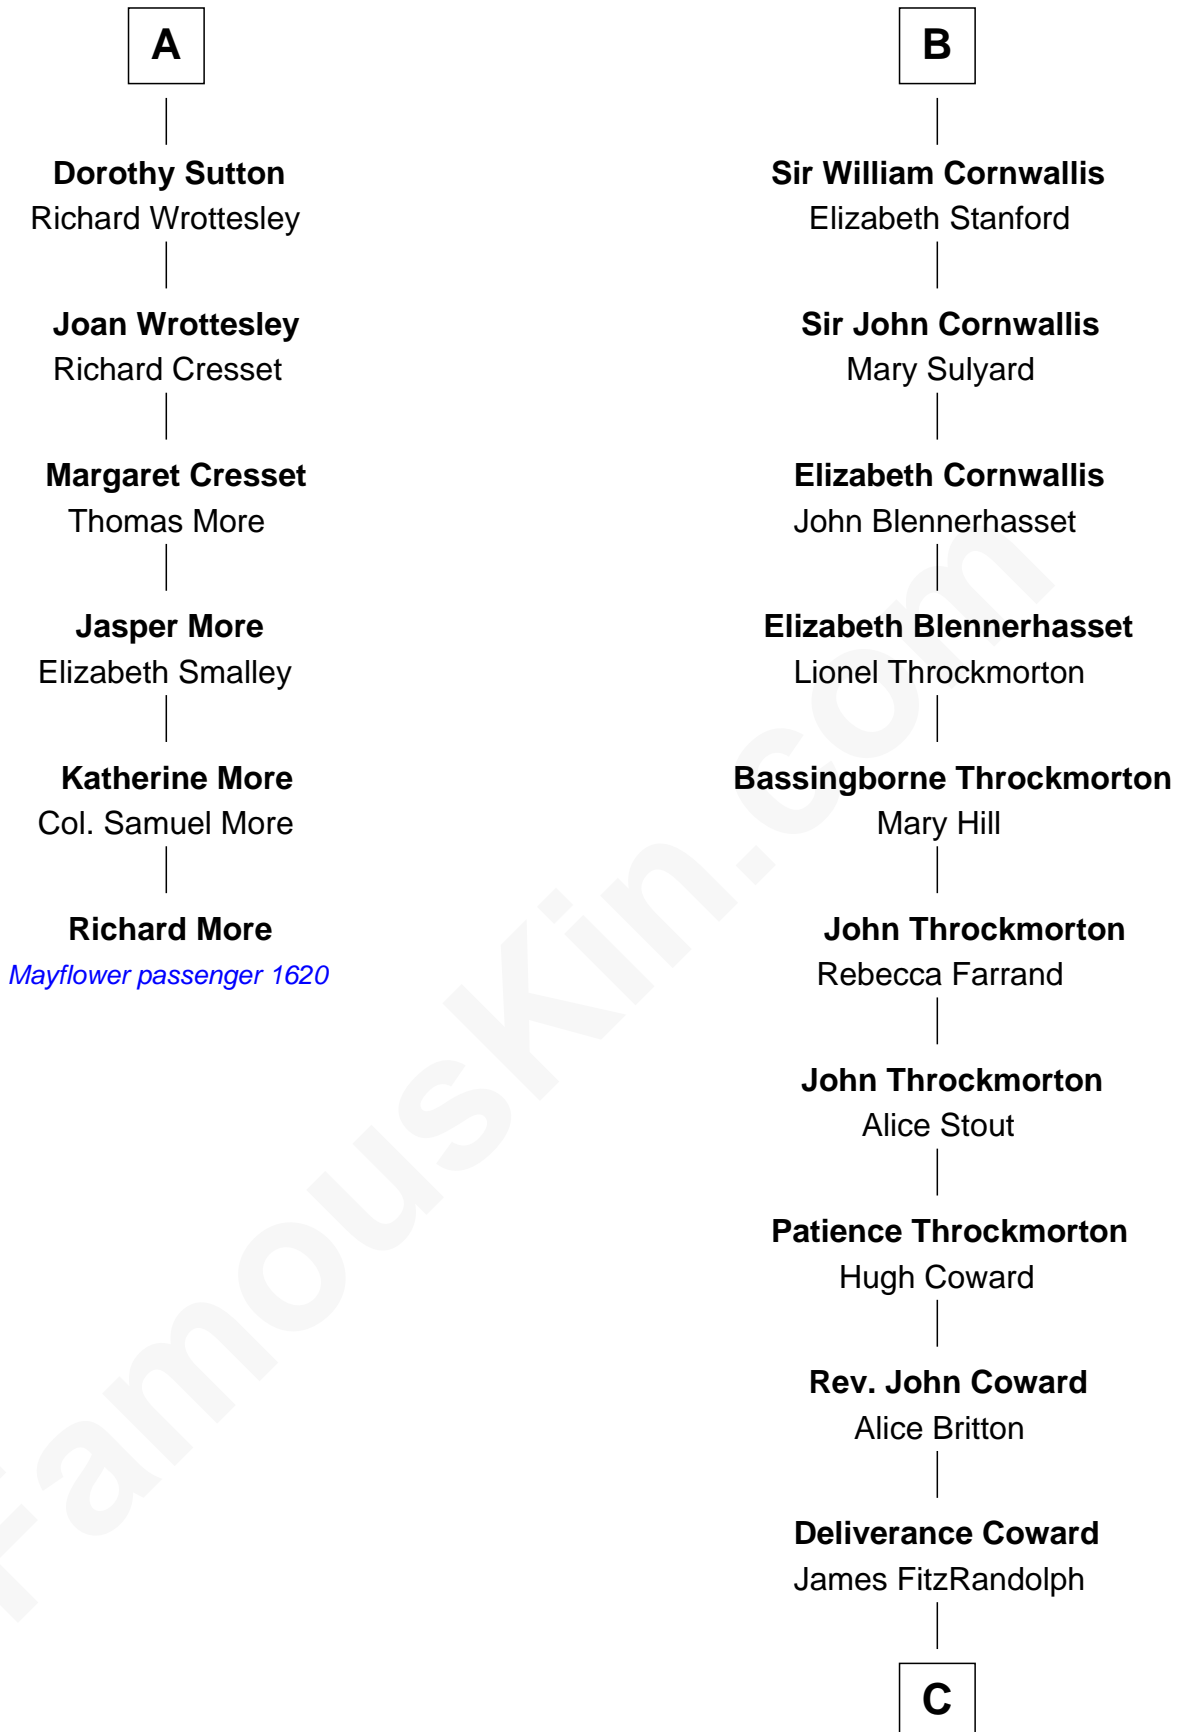 A
Dorothy Sutton
Richard Wrottesley
Joan Wrottesley
Richard Cresset
Margaret Cresset
Thomas More
Jasper More
Elizabeth Smalley
Katherine More
Col. Samuel More
Richard More
Mayflower passenger 1620
B
Sir William Cornwallis
Elizabeth Stanford
Sir John Cornwallis
Mary Sulyard
Elizabeth Cornwallis
John Blennerhasset
Elizabeth Blennerhasset
Lionel Throckmorton
Bassingborne Throckmorton
Mary Hill
John Throckmorton
Rebecca Farrand
John Throckmorton
Alice Stout
Patience Throckmorton
Hugh Coward
Rev. John Coward
Alice Britton
Deliverance Coward
James FitzRandolph
C
FamousKin.com